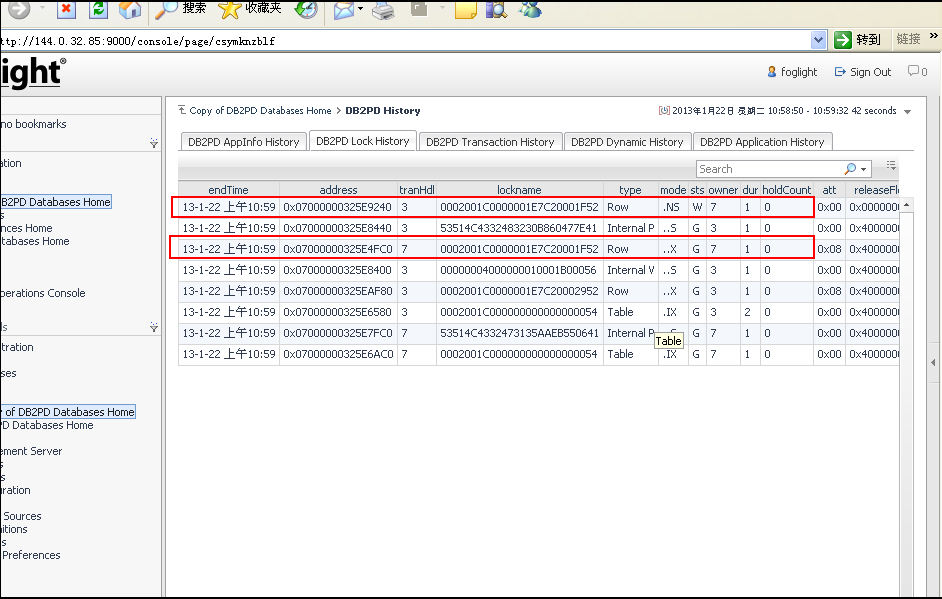 搜索 收藏夹
ttp://144.0.32.85:9000/console/page/csymknzblf 转到 链接 »
ight®
foglight Sign Out 0
Copy of DB2PD Databases Home > DB2PD History
2013年1月22日 星期二 10:58:50 - 10:59:32 42 seconds
no bookmarks
DB2PD AppInfo History DB2PD Lock History DB2PD Transaction History DB2PD Dynamic History DB2PD Application History
Search
ation
B2PD Databases Home
s
nces Home
tabases Home
perations Console
ls
tration
ses
of DB2PD Databases Home
PD Databases Home
ement Server
s
s
uration
Sources
nitions
s
Preferences
endTime address tranHdl lockname type mode sts owner dur holdCount att releaseFl
13-1-22 上午10:59 0x07000000325E9240 3 0002001C0000001E7C20001F52 Row .NS W 7 1 0 0x00 0x000000
13-1-22 上午10:59 0x07000000325E8440 3 53514C4332483230B860477E41 Internal P ..S G 3 1 0 0x00 0x400000
13-1-22 上午10:59 0x07000000325E4FC0 7 0002001C0000001E7C20001F52 Row ..X G 7 1 0 0x08 0x400000
13-1-22 上午10:59 0x07000000325E8400 3 00000004000000010001B00056 Internal V ..S G 3 1 0 0x00 0x400000
13-1-22 上午10:59 0x07000000325EAF80 3 0002001C0000001E7C20002952 Row ..X G 3 1 0 0x08 0x400000
13-1-22 上午10:59 0x07000000325E6580 3 0002001C000000000000000054 Table .IX G 3 2 0 0x00 0x400000
13-1-22 上午10:59 0x07000000325E7FC0 7 53514C4332473135AAEB550641 Internal P G 7 1 0 0x00 0x400000
13-1-22 上午10:59 0x07000000325E6AC0 7 0002001C000000000000000054 Table .IX G 7 1 0 0x00 0x400000
Table